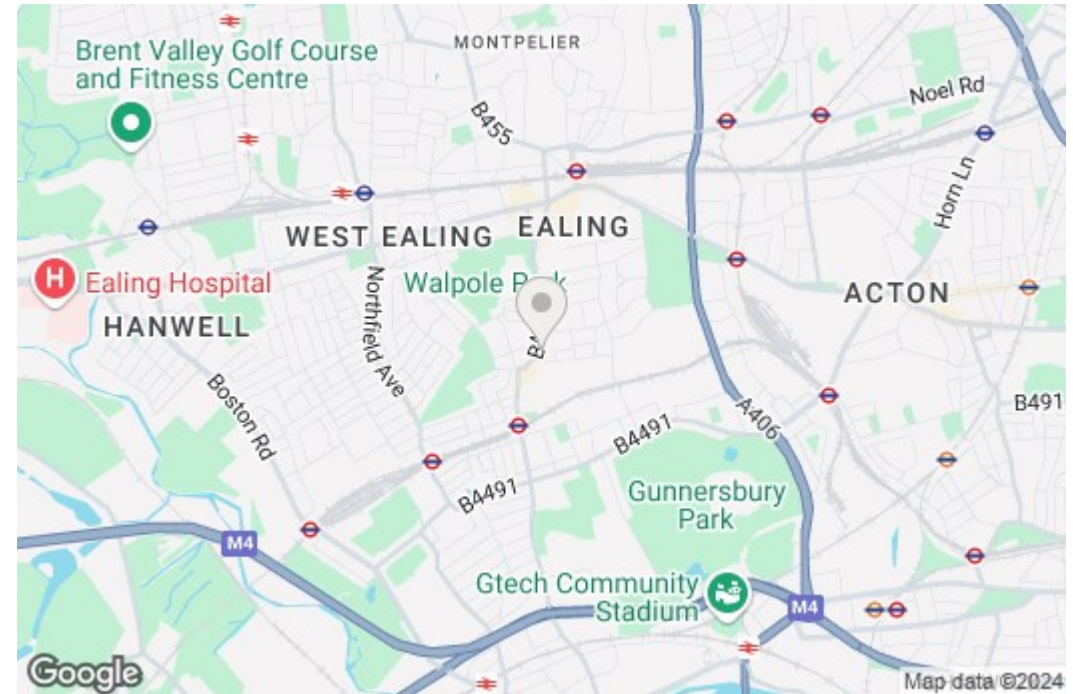 MONTPELIER
Brent Valley Golf Course
and Fitness Centre
Noel Rd
B455
Horn Ln
WEST EALING
EALING
H
Ealing Hospital
Walpole
ACTON
HANWELL
Northfield Ave
Boston Rd
A406
B491
B4491
B4491
Gunnersbury
Park
M4
Gtech Community
Stadium
M4
Google
Map data ©2024